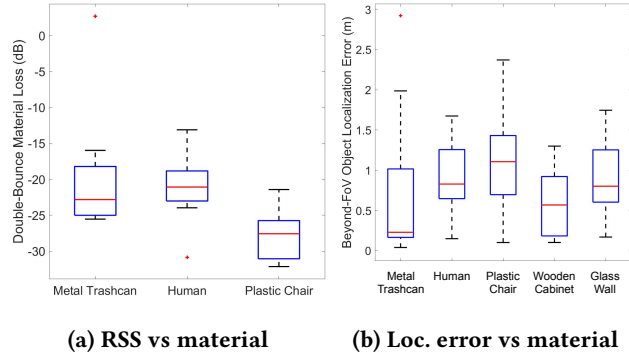 Double-Bounce Material Loss (dB)
0
-5
-10
-15
-20
-25
-30
Metal Trashcan Human Plastic Chair
(a) RSS vs material
Beyond-FoV Object Localization Error (m)
3
2.5
2
1.5
1
0.5
0
Metal Trashcan
Human
Plastic Chair
Wooden Cabinet
Glass Wall
(b) Loc. error vs material